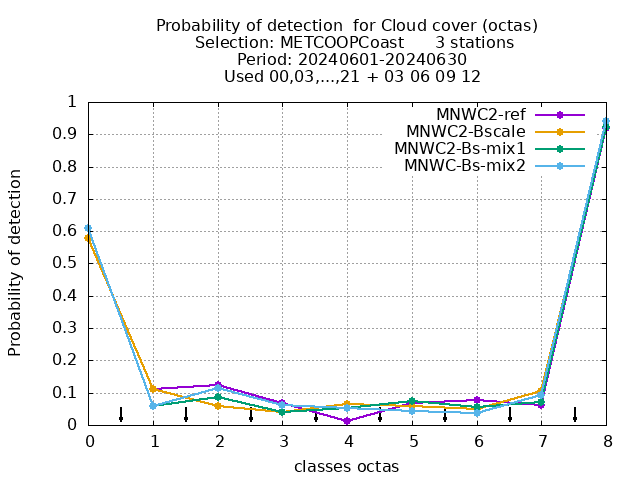 Probability of detection  for Cloud cover (octas)
Selection: METCOOPCoast      3 stations
Period: 20240601-20240630
Used 00,03,...,21 + 03 06 09 12
MNWC2-ref
MNWC2-Bscale
MNWC2-Bs-mix1
MNWC-Bs-mix2
Probability of detection
1
0.9
0.8
0.7
0.6
0.5
0.4
0.3
0.2
0.1
0
0 1 2 3 4 5 6 7 8
classes octas